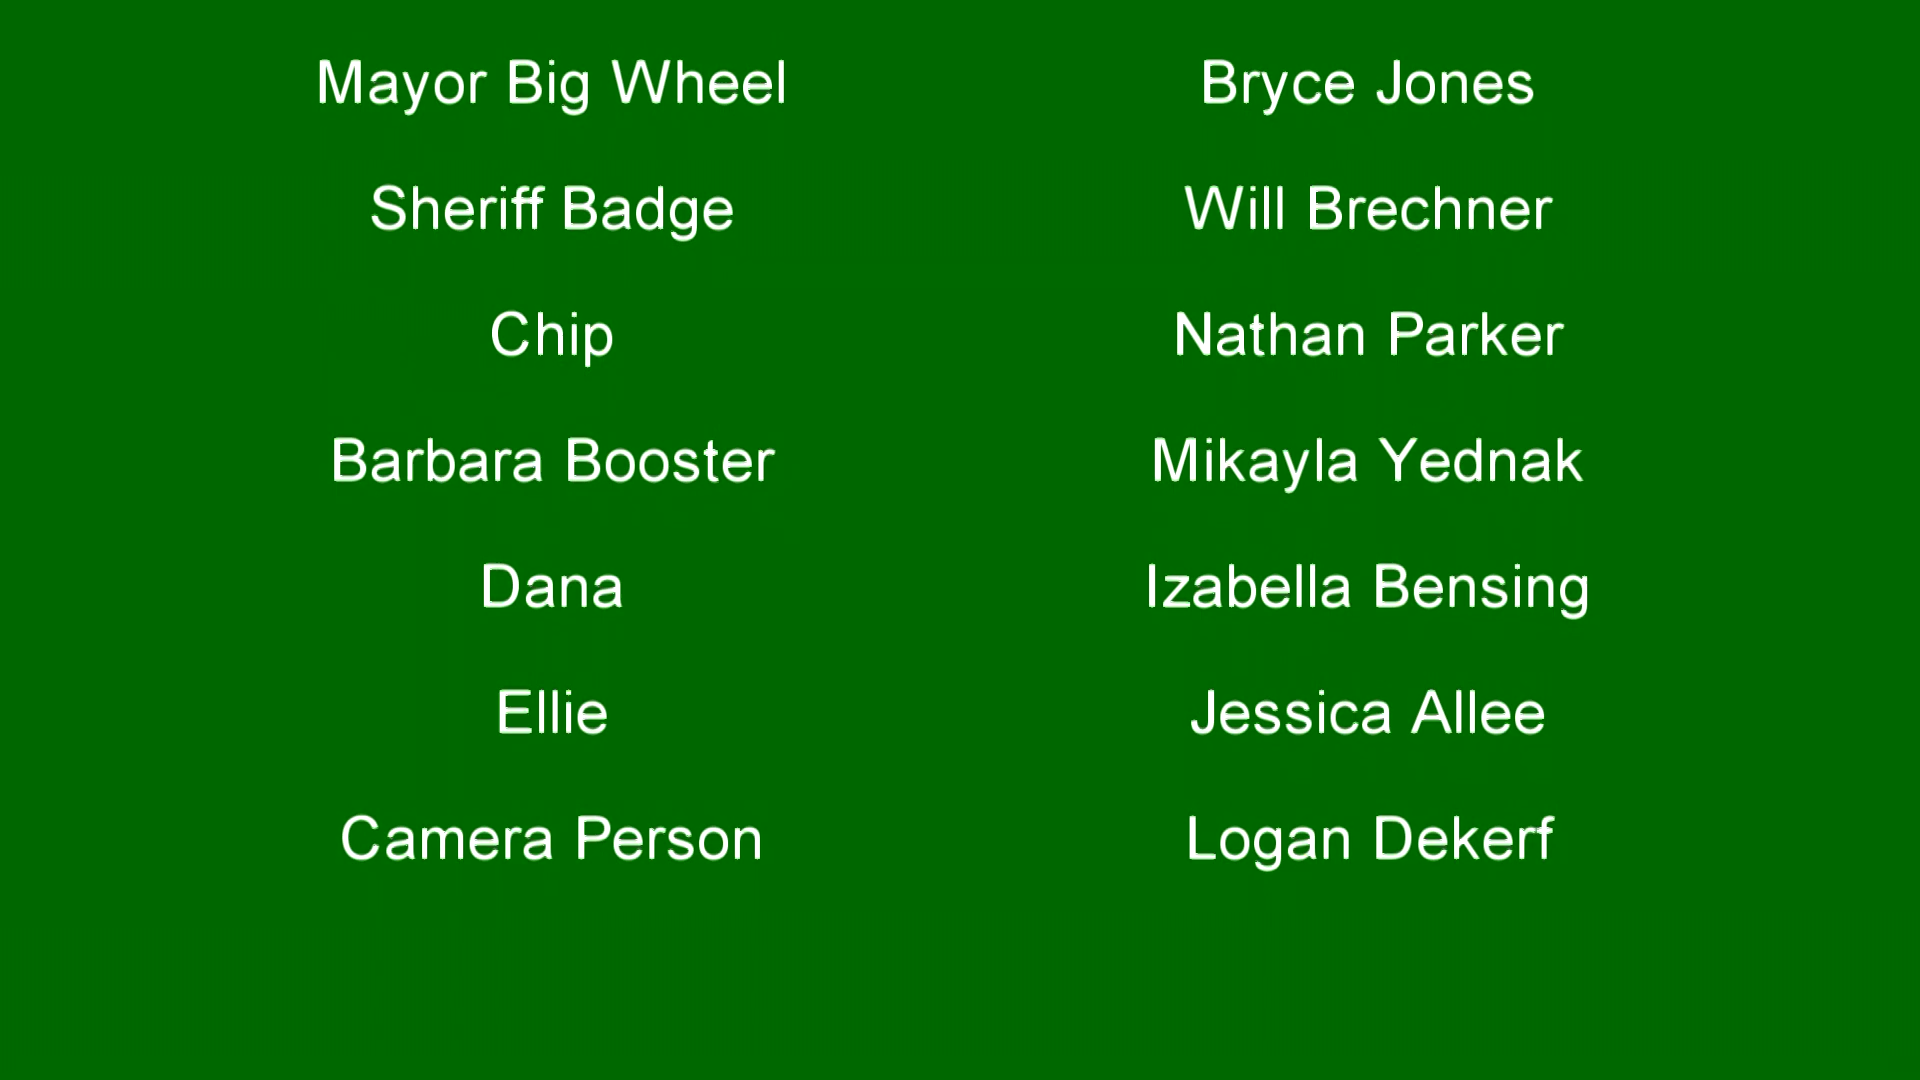 Mayor Big Wheel Bryce Jones
Sheriff Badge Will Brechner
Chip Nathan Parker
Barbara Booster Mikayla Yednak
Dana Izabella Bensing
Ellie Jessica Allee
Camera Person Logan Dekerf